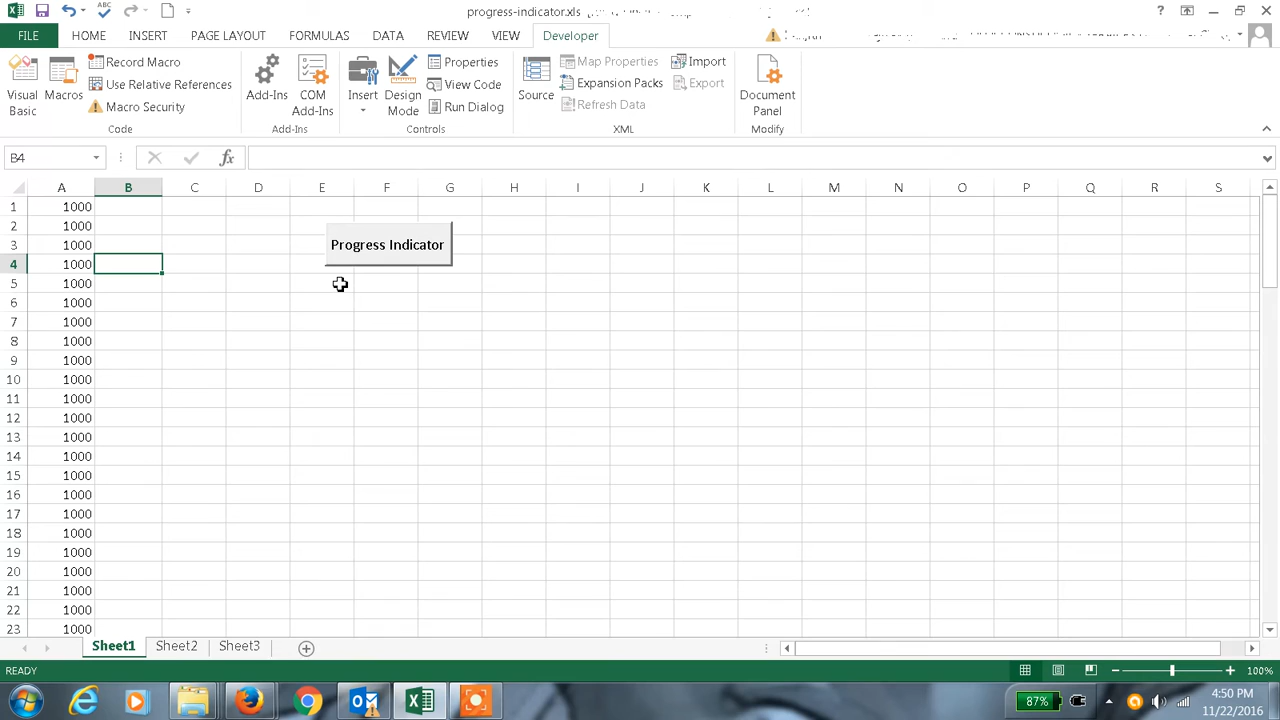 progress-indicator.xls
FILE HOME INSERT PAGE LAYOUT FORMULAS DATA REVIEW VIEW Developer
Visual Basic
Macros
Record Macro
Use Relative References
Macro Security
Code
Add-Ins
COM Add-Ins
Add-Ins
Insert
Design Mode
Properties
View Code
Run Dialog
Controls
Source
Map Properties
Expansion Packs
Refresh Data
Import
Export
XML
Document Panel
Modify
B4 fx
A B C D E F G H I J K L M N O P Q R S
1 1000
2 1000
3 1000
Progress Indicator
4 1000
5 1000
6 1000
7 1000
8 1000
9 1000
10 1000
11 1000
12 1000
13 1000
14 1000
15 1000
16 1000
17 1000
18 1000
19 1000
20 1000
21 1000
22 1000
23 1000
Sheet1 Sheet2 Sheet3
READY 100%
87% 4:50 PM
11/22/2016